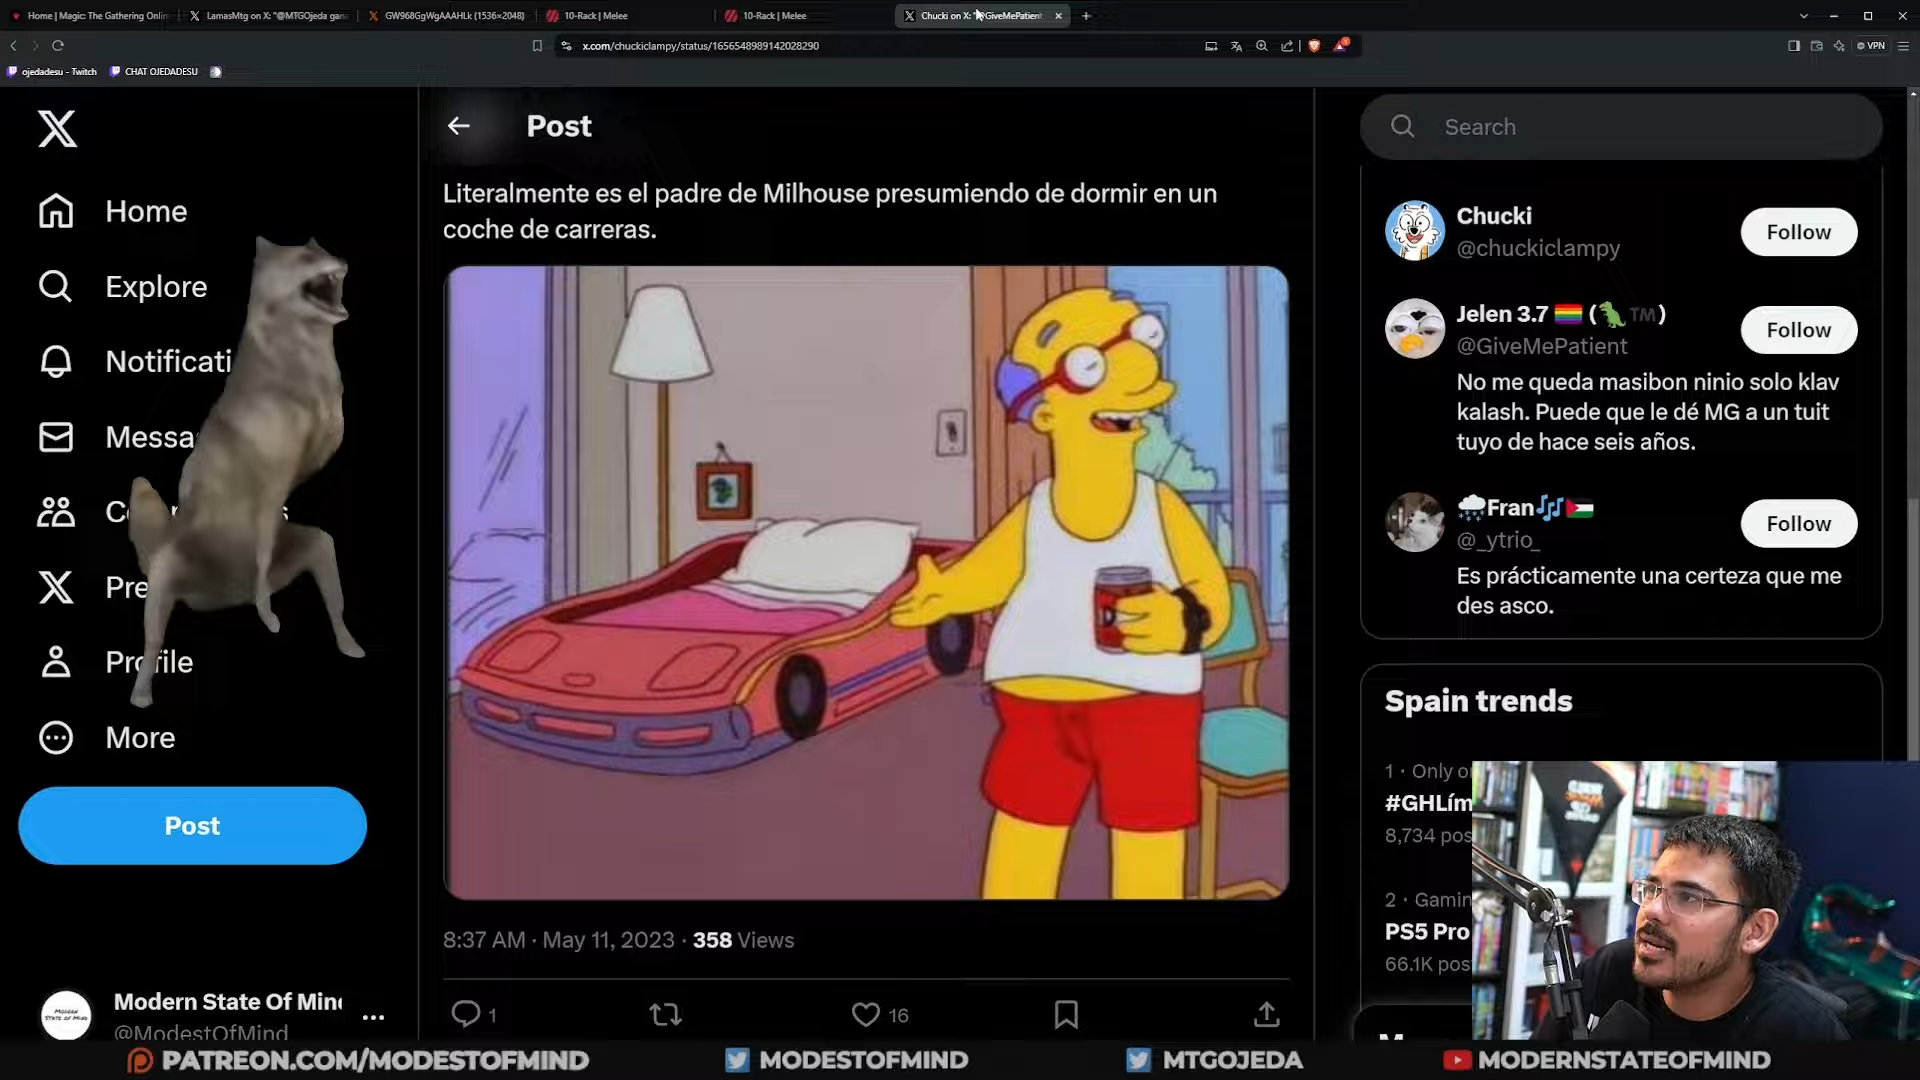 Home | Magic: The Gathering Onlin
LamasMtg on X: "@MTGOjeda gan
GW968GgWgAAAHLk (1536×2048)
10-Rack | Melee
10-Rack | Melee
Chucki on X: "@GiveMePatient
x.com/chuckiclampy/status/1656548989142028290
VPN
ojedadesu - Twitch
CHAT OJEDADESU
Home
Explore
Notificati
Messa
Pre
Profile
More
Post
Modern State Of Mind
@ModestOfMind
Post
Literalmente es el padre de Milhouse presumiendo de dormir en un
coche de carreras.
8:37 AM · May 11, 2023 · 358 Views
1
16
Search
Chucki
@chuckiclampy
Follow
Jelen 3.7 🏳️‍🌈 (🦖 TM)
@GiveMePatient
Follow
No me queda masibon ninio solo klav
kalash. Puede que le dé MG a un tuit
tuyo de hace seis años.
🌧️Fran🎶🇵🇸
@_ytrio_
Follow
Es prácticamente una certeza que me
des asco.
Spain trends
1 · Only o
#GHLím
8,734 pos
2 · Gamin
PS5 Pro
66.1K pos
PATREON.COM/MODESTOFMIND
MODESTOFMIND
MTGOJEDA
MODERNSTATEOFMIND